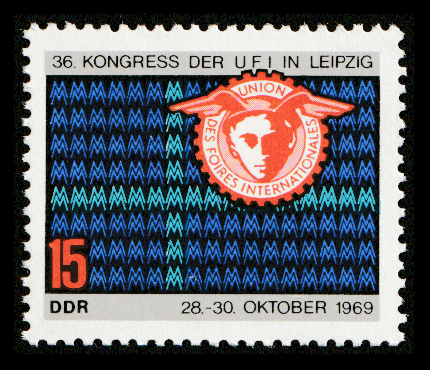 36. KONGRESS DER U F I IN LEIPZIG
UNION
DES FOIRES INTERNATIONALES
15
DDR
28.-30. OKTOBER 1969